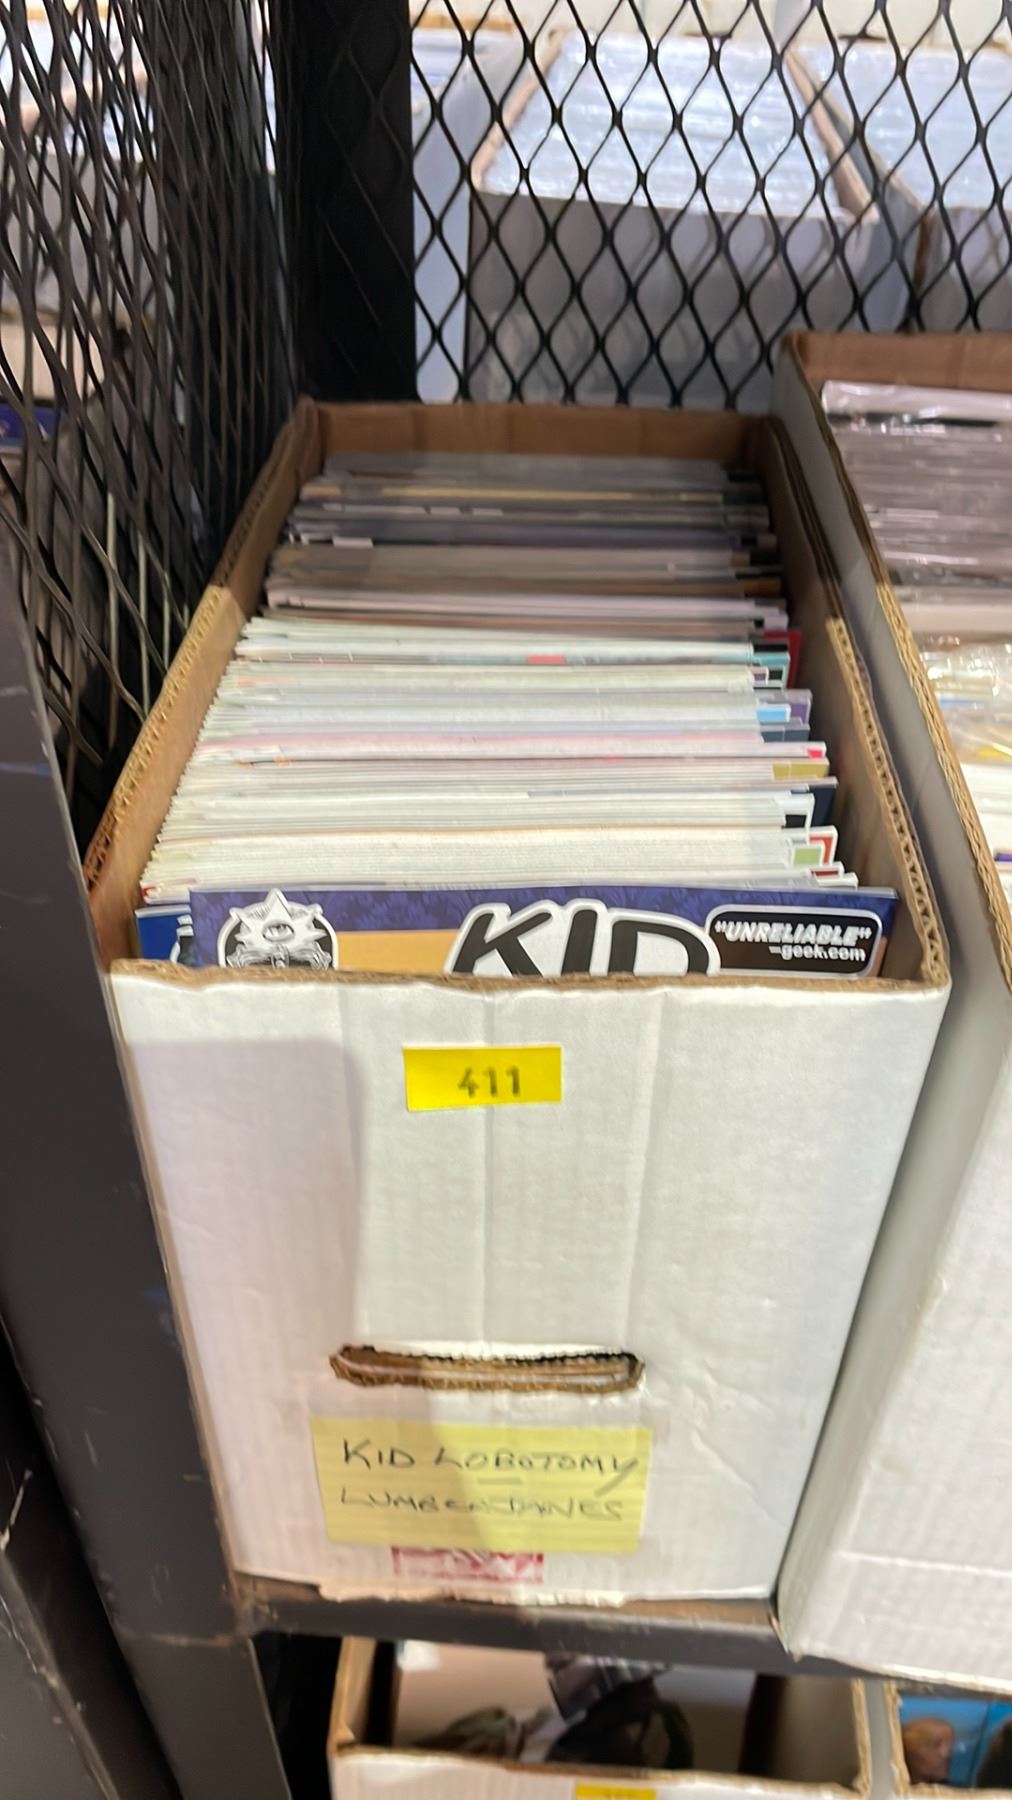 KID
"UNRELIABLE"
geek.com
411
KID LOBOTOMY
-
LUMBERJANES